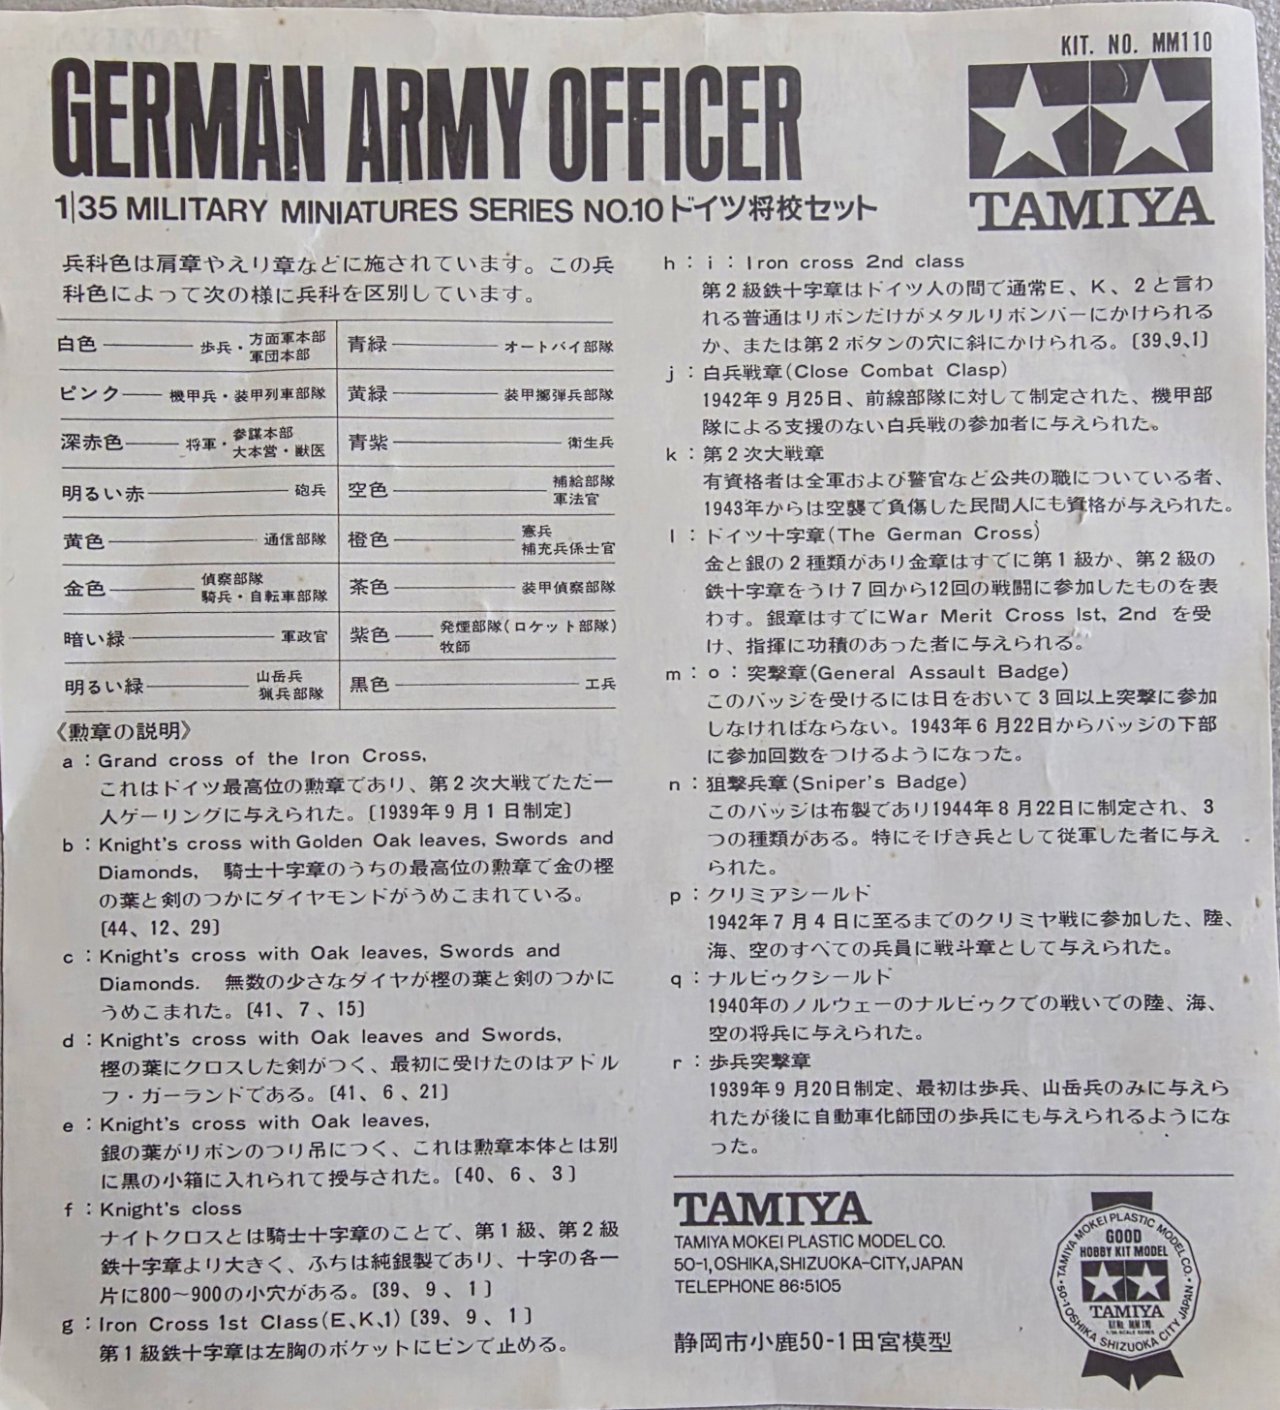 KIT. NO. MM110
GERMAN ARMY OFFICER
1/35 MILITARY MINIATURES SERIES NO.10 ドイツ将校セット
TAMIYA
兵科色は肩章やえり章などに施されています。この兵
科色によって次の様に兵科を区別しています。
白色 歩兵・方面軍本部
軍団本部
ピンク 機甲兵・装甲列車部隊
深赤色 将軍・参謀本部
大本営・獣医
明るい赤 砲兵
黄色 通信部隊
金色 偵察部隊
騎兵・自転車部隊
暗い緑 軍政官
明るい緑 山岳兵
猟兵部隊
青緑 オートバイ部隊
黄緑 装甲擲弾兵部隊
青紫 衛生兵
空色 補給部隊
軍法官
橙色 憲兵
補充兵係士官
茶色 装甲偵察部隊
紫色 発煙部隊(ロケット部隊)
牧師
黒色 工兵
《勲章の説明》
a:Grand cross of the Iron Cross,
これはドイツ最高位の勲章であり、第2次大戦でただ一
人ゲーリングに与えられた。〔1939年9月1日制定〕
b:Knight's cross with Golden Oak leaves, Swords and
Diamonds, 騎士十字章のうちの最高位の勲章で金の樫
の葉と剣のつかにダイヤモンドがうめこまれている。
〔44、12、29〕
c:Knight's cross with Oak leaves, Swords and
Diamonds. 無数の少さなダイヤが樫の葉と剣のつかに
うめこまれた。〔41、7、15〕
d:Knight's cross with Oak leaves and Swords,
樫の葉にクロスした剣がつく、最初に受けたのはアドル
フ・ガーランドである。〔41、6、21〕
e:Knight's cross with Oak leaves,
銀の葉がリボンのつり吊につく、これは勲章本体とは別
に黒の小箱に入れられて授与された。〔40、6、3〕
f:Knight's closs
ナイトクロスとは騎士十字章のことで、第1級、第2級
鉄十字章より大きく、ふちは純銀製であり、十字の各一
片に800〜900の小穴がある。〔39、9、1〕
g:Iron Cross 1st Class(E、K、1)〔39、9、1〕
第1級鉄十字章は左胸のポケットにピンで止める。
h:i:Iron cross 2nd class
第2級鉄十字章はドイツ人の間で通常E、K、2と言わ
れる普通はリボンだけがメタルリボンバーにかけられる
か、または第2ボタンの穴に斜にかけられる。〔39、9、1〕
j:白兵戦章(Close Combat Clasp)
1942年9月25日、前線部隊に対して制定された、機甲部
隊による支援のない白兵戦の参加者に与えられた。
k:第2次大戦章
有資格者は全軍および警官など公共の職についている者、
1943年からは空襲で負傷した民間人にも資格が与えられた。
l:ドイツ十字章(The German Cross)
金と銀の2種類があり金章はすでに第1級か、第2級の
鉄十字章をうけ7回から12回の戦闘に参加したものを表
わす。銀章はすでにWar Merit Cross Ist, 2nd を受
け、指揮に功積のあった者に与えられる。
m:o:突撃章(General Assault Badge)
このバッジを受けるには日をおいて3回以上突撃に参加
しなければならない。1943年6月22日からバッジの下部
に参加回数をつけるようになった。
n:狙撃兵章(Sniper's Badge)
このバッジは布製であり1944年8月22日に制定され、3
つの種類がある。特にそげき兵として従軍した者に与え
られた。
p:クリミアシールド
1942年7月4日に至るまでのクリミヤ戦に参加した、陸、
海、空のすべての兵員に戦斗章として与えられた。
q:ナルビゥクシールド
1940年のノルウェーのナルビゥクでの戦いでの陸、海、
空の将兵に与えられた。
r:歩兵突撃章
1939年9月20日制定、最初は歩兵、山岳兵のみに与えら
れたが後に自動車化師団の歩兵にも与えられるようにな
った。
TAMIYA
TAMIYA MOKEI PLASTIC MODEL CO.
50-1, OSHIKA, SHIZUOKA-CITY, JAPAN
TELEPHONE 86:5105
静岡市小鹿50-1田宮模型
TAMIYA MOKEI PLASTIC MODEL CO.
50-1 OSHIKA SHIZUOKA CITY JAPAN
GOOD
HOBBY KIT MODEL
TAMIYA